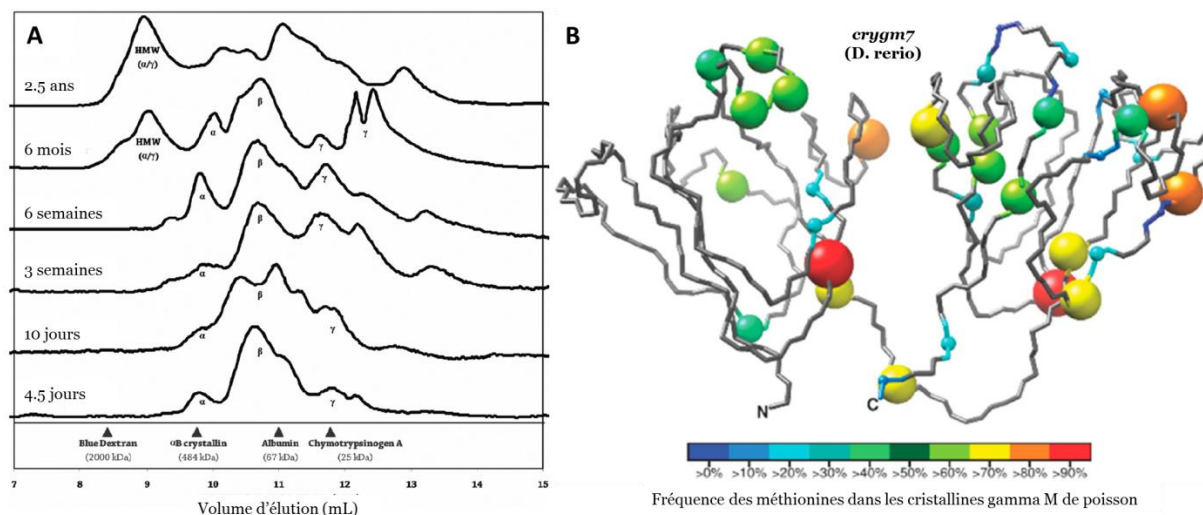 A
HMW
(α/γ)
2.5 ans
HMW
(α/γ)
α
β
γ
γ
6 mois
α
β
γ
6 semaines
α
β
γ
3 semaines
α
β
γ
10 jours
α
β
γ
4.5 jours
Blue Dextran
(2000 kDa)
αB crystallin
(484 kDa)
Albumin
(67 kDa)
Chymotrypsinogen A
(25 kDa)
7 8 9 10 11 12 13 14 15
Volume d'élution (mL)
B
crygm7
(D. rerio)
N
C
>0% >10% >20% >30% >40% >50% >60% >70% >80% >90%
Fréquence des méthionines dans les cristallines gamma M de poisson